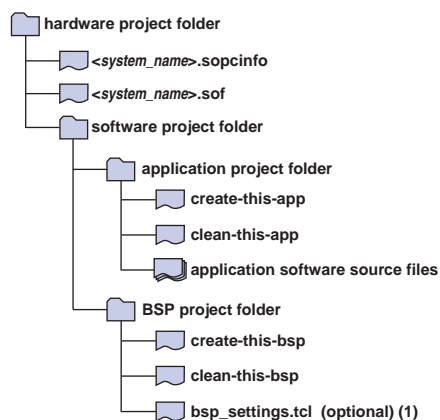 hardware project folder
<system_name>.sopcinfo
<system_name>.sof
software project folder
application project folder
create-this-app
clean-this-app
application software source files
BSP project folder
create-this-bsp
clean-this-bsp
bsp_settings.tcl (optional) (1)